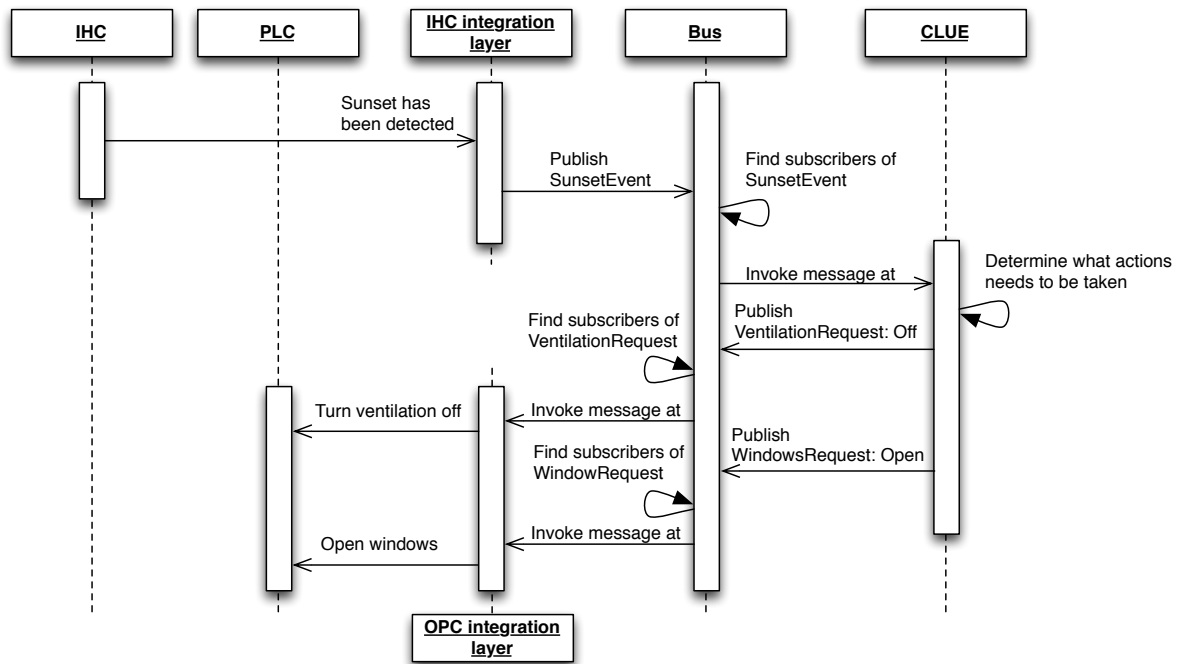 IHC
PLC
IHC integration
layer
Bus
CLUE
Sunset has
been detected
Publish
SunsetEvent
Find subscribers of
SunsetEvent
Invoke message at
Determine what actions
needs to be taken
Publish
VentilationRequest: Off
Find subscribers of
VentilationRequest
Invoke message at
Turn ventilation off
Publish
WindowsRequest: Open
Find subscribers of
WindowRequest
Invoke message at
Open windows
OPC integration
layer